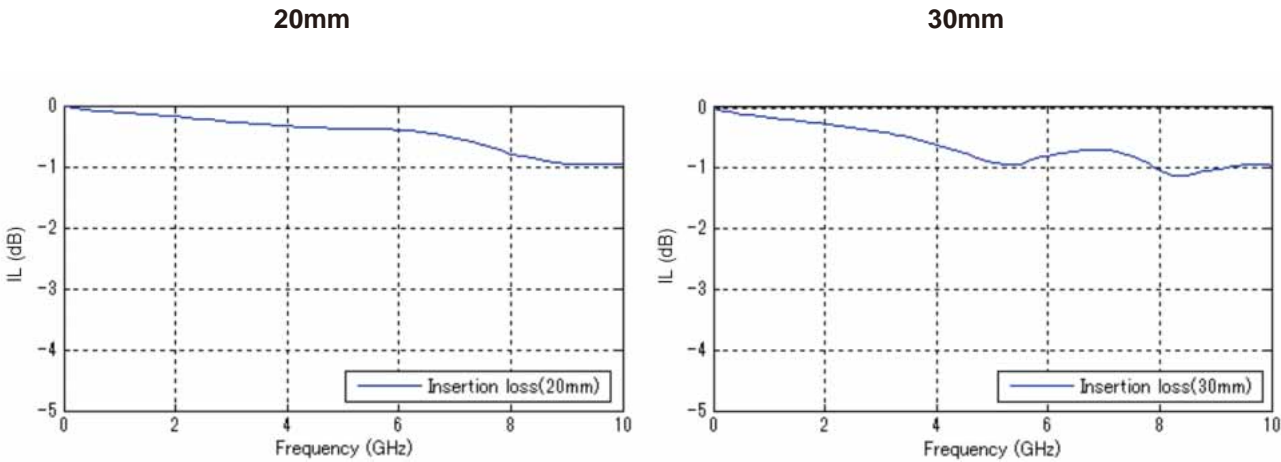 20mm
30mm
0
-1
-2
-3
-4
-5
IL (dB)
Insertion loss(20mm)
0 2 4 6 8 10
Frequency (GHz)
0
-1
-2
-3
-4
-5
IL (dB)
Insertion loss(30mm)
0 2 4 6 8 10
Frequency (GHz)